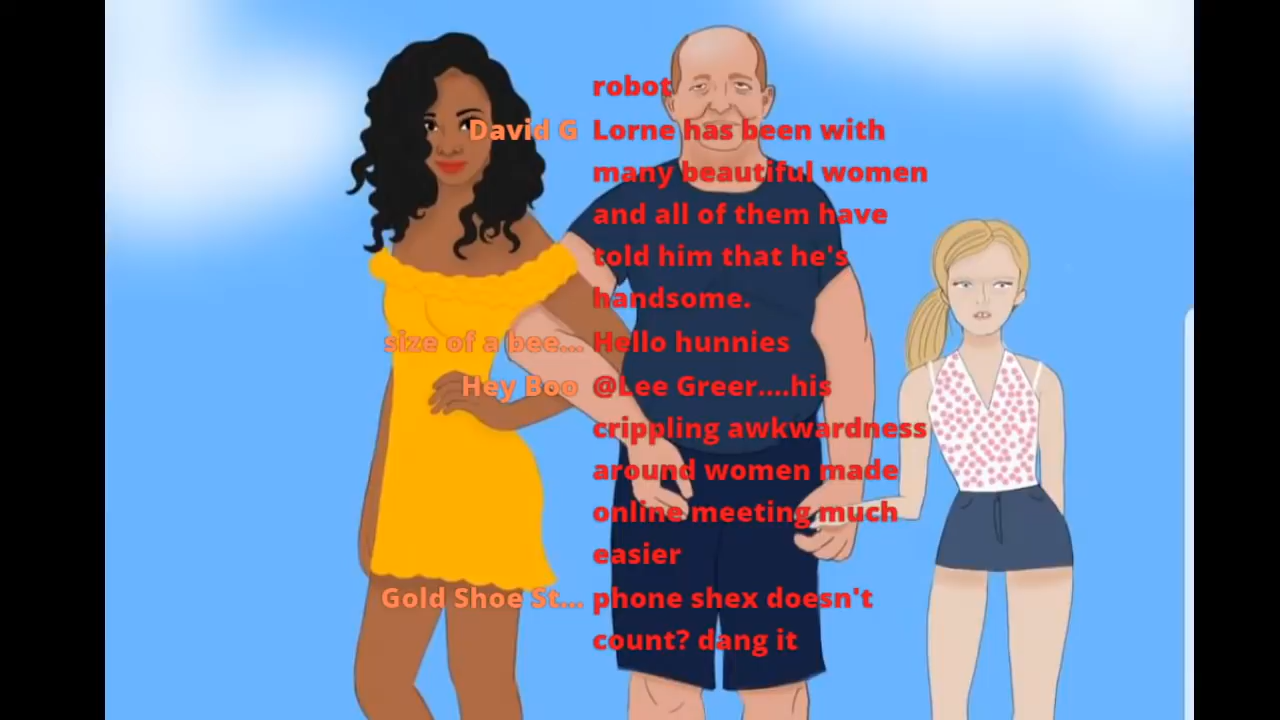 robot
David G Lorne has been with
many beautiful women
and all of them have
told him that he's
handsome.
size of a bee... Hello hunnies
Hey Boo @Lee Greer....his
crippling awkwardness
around women made
online meeting much
easier
Gold Shoe St... phone shex doesn't
count? dang it